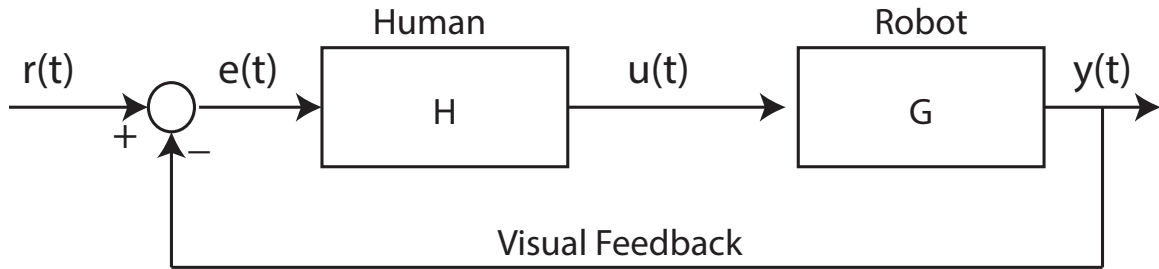 Human
Robot
r(t)
e(t)
u(t)
y(t)
H
G
+
−
Visual Feedback